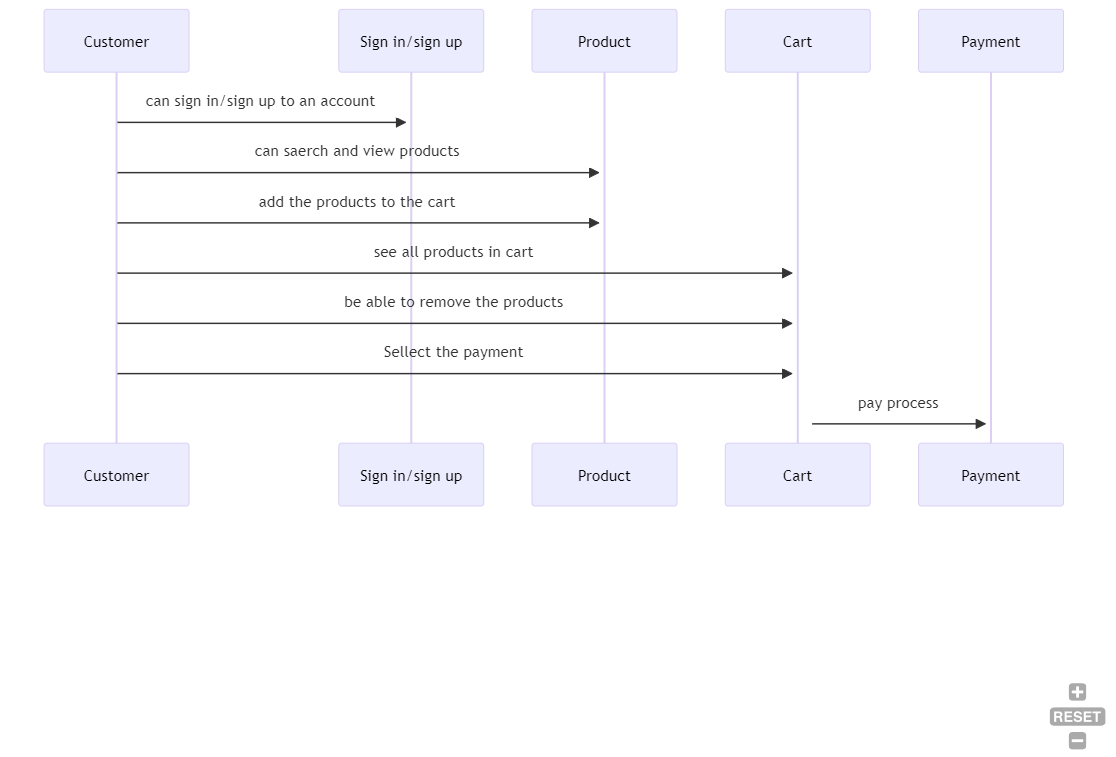 Customer
Sign in/sign up
Product
Cart
Payment
can sign in/sign up to an account
can saerch and view products
add the products to the cart
see all products in cart
be able to remove the products
Sellect the payment
pay process
Customer
Sign in/sign up
Product
Cart
Payment
RESET